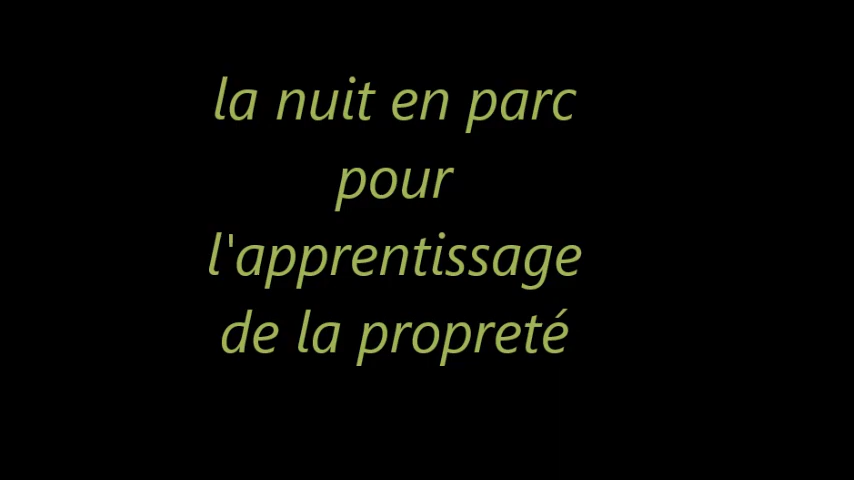 la nuit en parc
pour
l'apprentissage
de la propreté